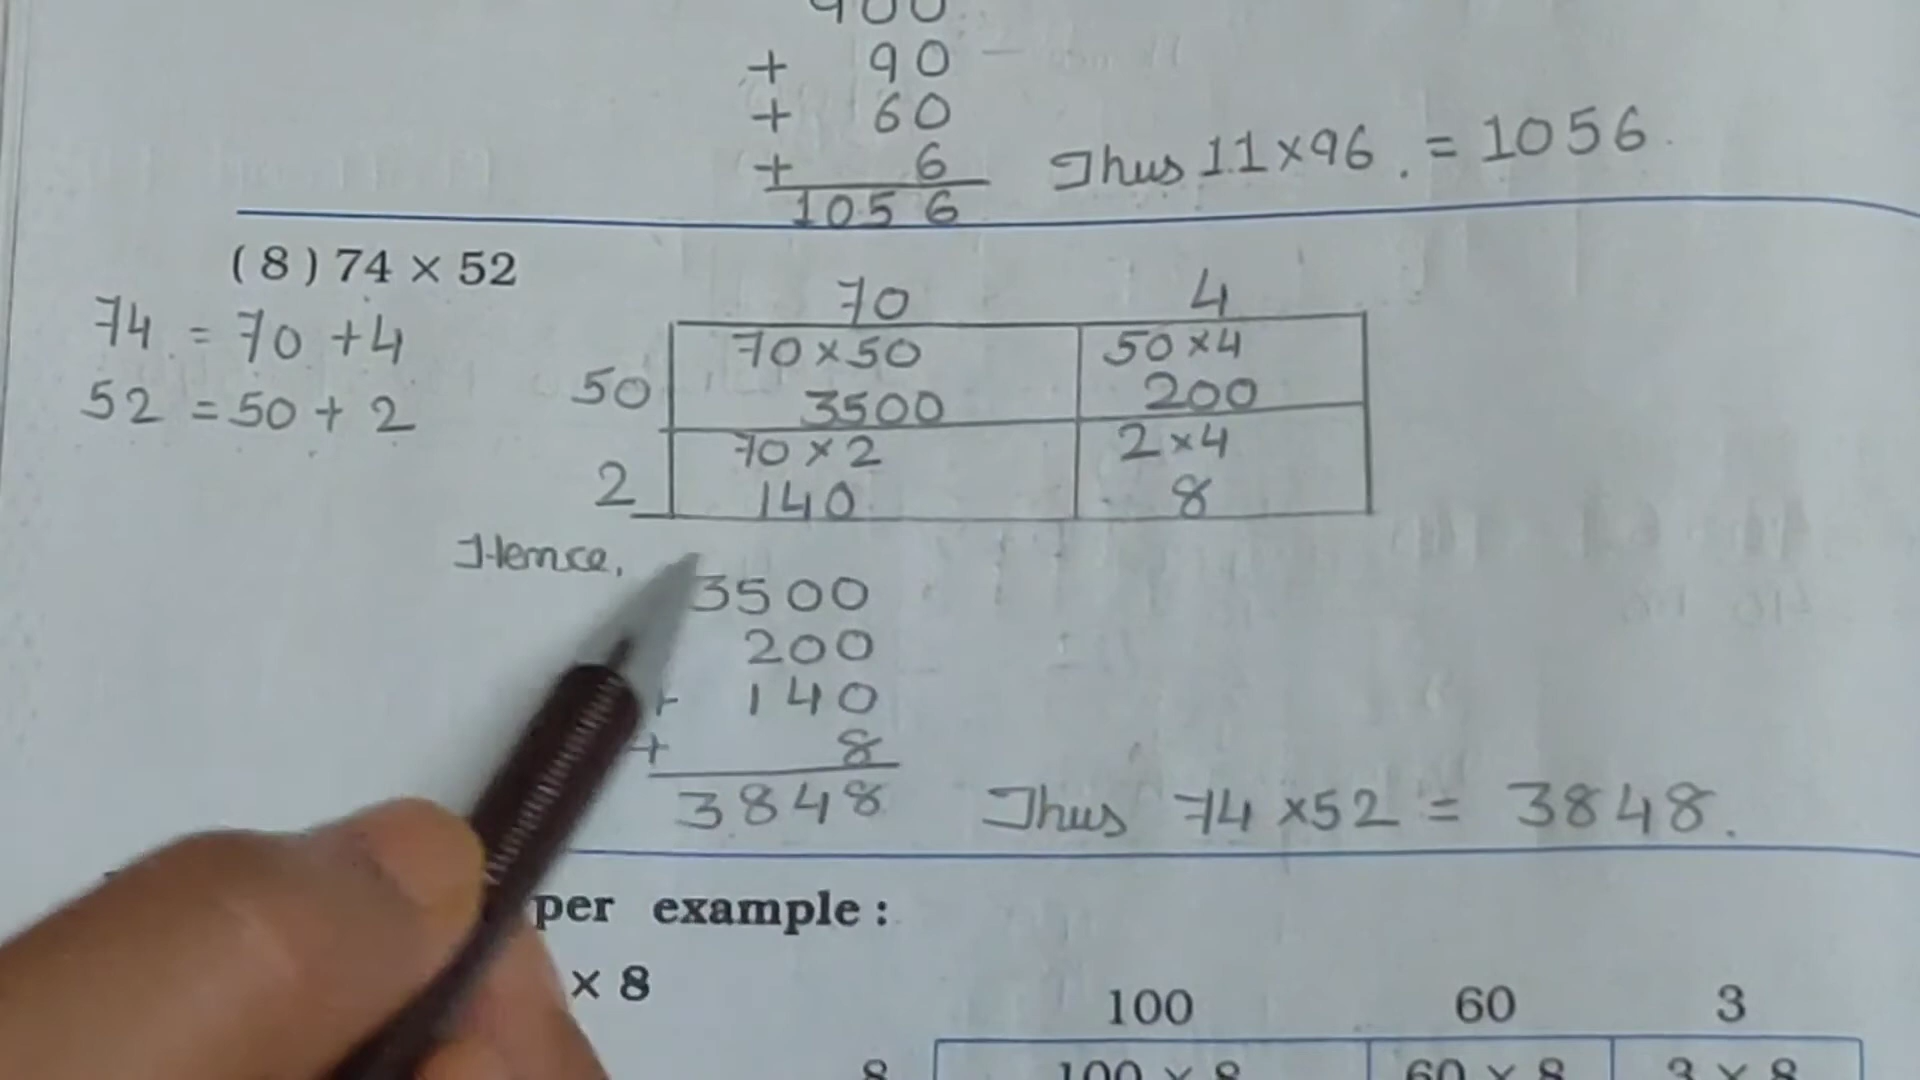 900
+ 90
+ 60
+ 6
1056
Thus 11×96 . = 1056
(8) 74 × 52
74 = 70 + 4
52 = 50 + 2
70 4
50 70×50 50×4
3500 200
2 70×2 2×4
140 8
Hence,
3500
200
+ 140
+ 8
3848
Thus 74 ×52 = 3848.
per example :
× 8
100 60 3
8 100 × 8 60 × 8 3 × 8